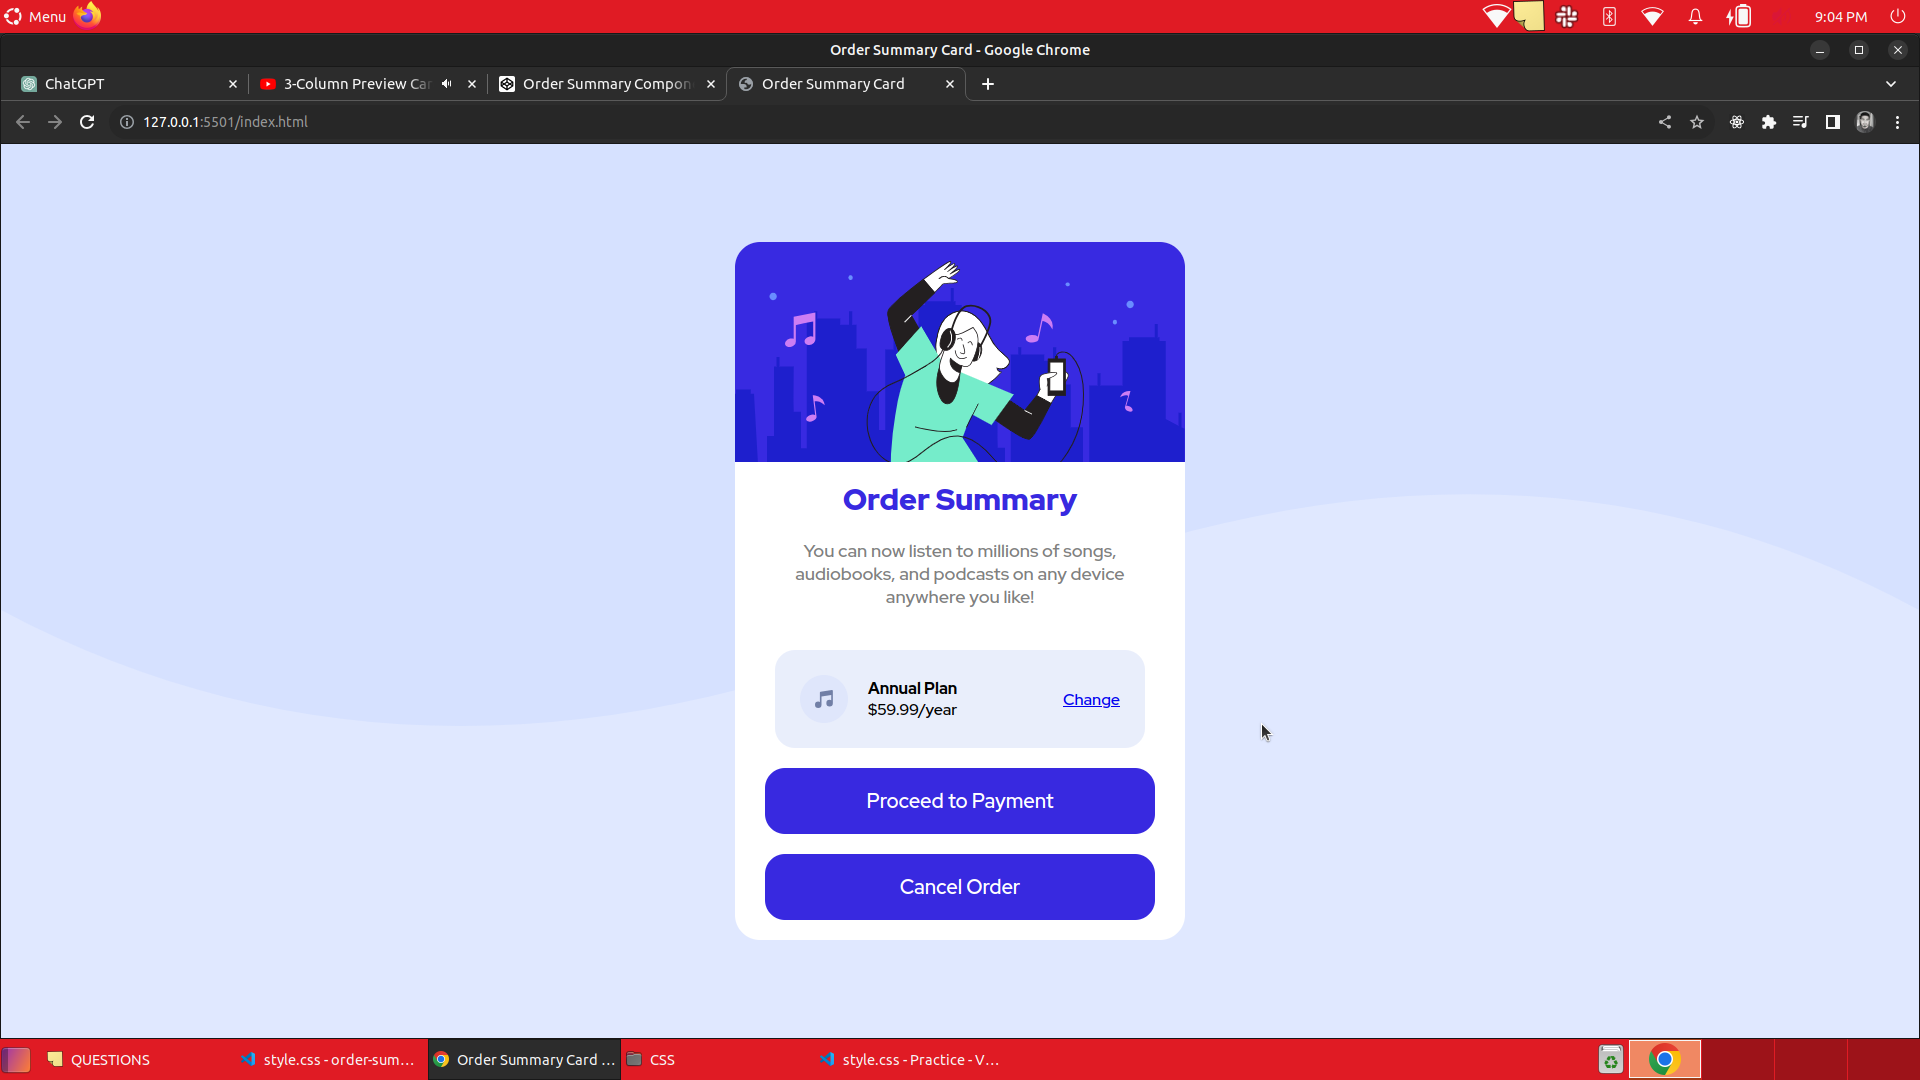 Menu
9:04 PM
Order Summary Card - Google Chrome
ChatGPT
3-Column Preview Car
Order Summary Compon
Order Summary Card
127.0.0.1:5501/index.html
Order Summary
You can now listen to millions of songs,
audiobooks, and podcasts on any device
anywhere you like!
Annual Plan
$59.99/year
Change
Proceed to Payment
Cancel Order
QUESTIONS
style.css - order-sum...
Order Summary Card ...
CSS
style.css - Practice - V...